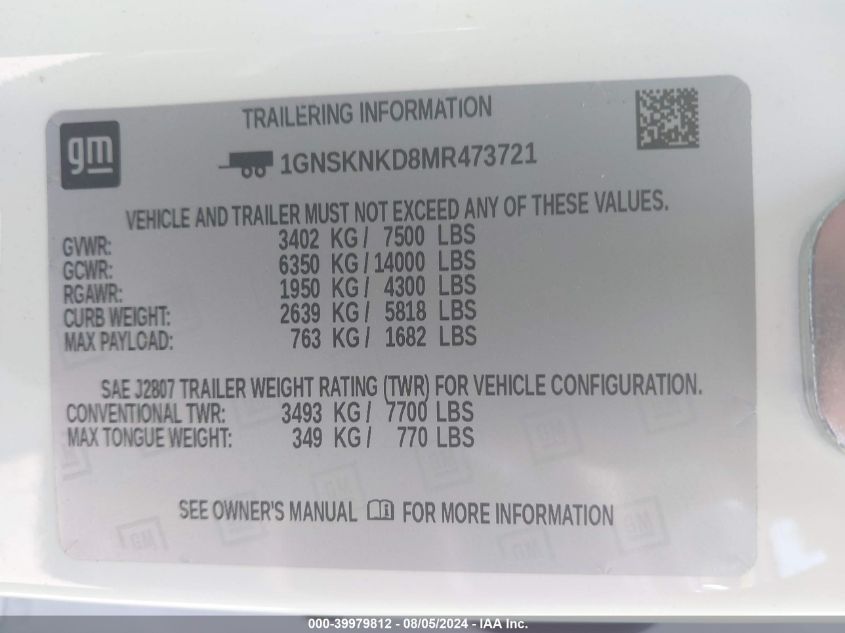 TRAILERING INFORMATION
gm
1GNSKNKD8MR473721
VEHICLE AND TRAILER MUST NOT EXCEED ANY OF THESE VALUES.
GVWR: 3402 KG / 7500 LBS
GCWR: 6350 KG / 14000 LBS
RGAWR: 1950 KG / 4300 LBS
CURB WEIGHT: 2639 KG / 5818 LBS
MAX PAYLOAD: 763 KG / 1682 LBS
SAE J2807 TRAILER WEIGHT RATING (TWR) FOR VEHICLE CONFIGURATION.
CONVENTIONAL TWR: 3493 KG / 7700 LBS
MAX TONGUE WEIGHT: 349 KG / 770 LBS
SEE OWNER'S MANUAL FOR MORE INFORMATION
GM GM GM
000-39979812 - 08/05/2024 - IAA Inc.